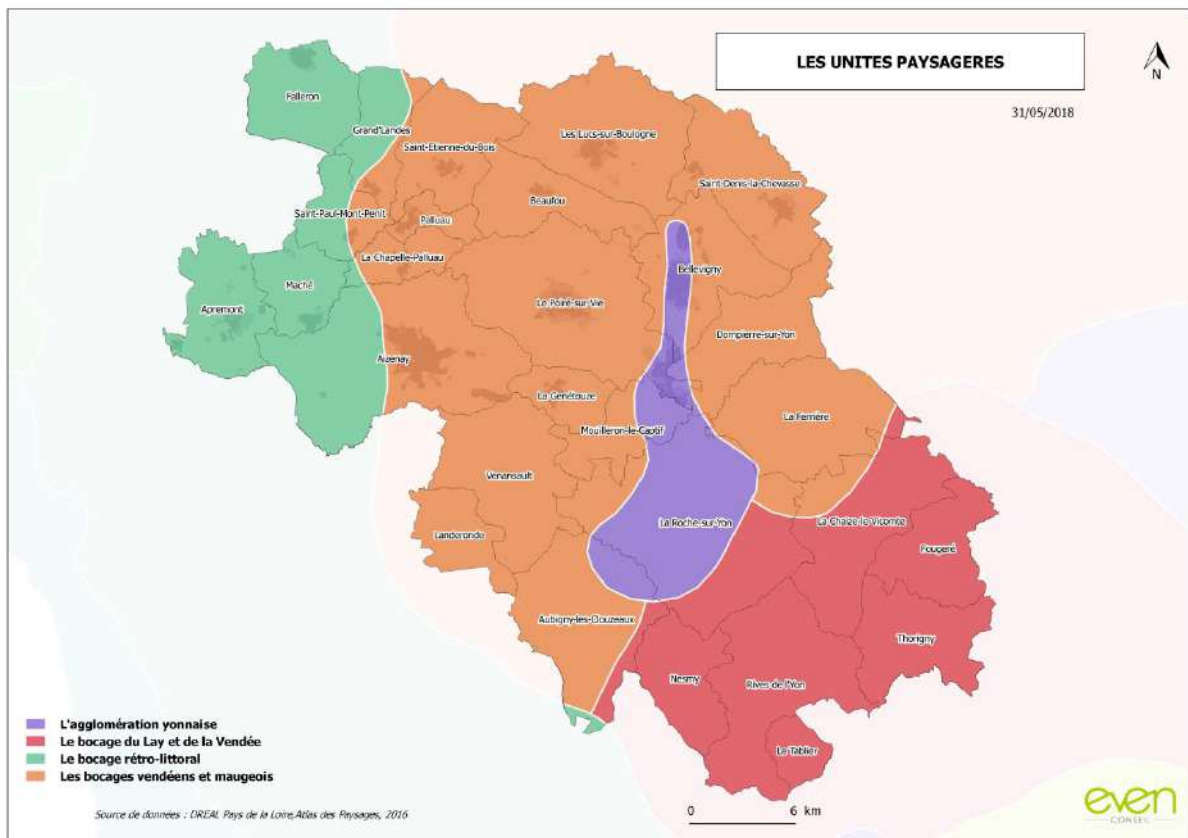 LES UNITES PAYSAGERES
N
31/05/2018
Falleron
Grand'Landes
Saint-Etienne-du-Bois
Les Lucs-sur-Boulogne
Saint-Denis-la-Chevasse
Beaufou
Saint-Paul-Mont-Penit
Palluau
La Chapelle-Palluau
Bellevigny
Maché
Apremont
Le Poiré-sur-Vie
Dompierre-sur-Yon
Aizenay
La Génétouze
La Ferrière
Mouilleron-le-Captif
Venansault
La Roche-sur-Yon
La Chaize-le-Vicomte
Landeronde
Fougeré
Aubigny-les-Clouzeaux
Thorigny
Nesmy
Rives de l'Yon
Le Tablier
L'agglomération yonnaise
Le bocage du Lay et de la Vendée
Le bocage rétro-littoral
Les bocages vendéens et maugeois
Source de données : DREAL Pays de la Loire,Atlas des Paysages, 2016
0 6 km
even
CONSEIL